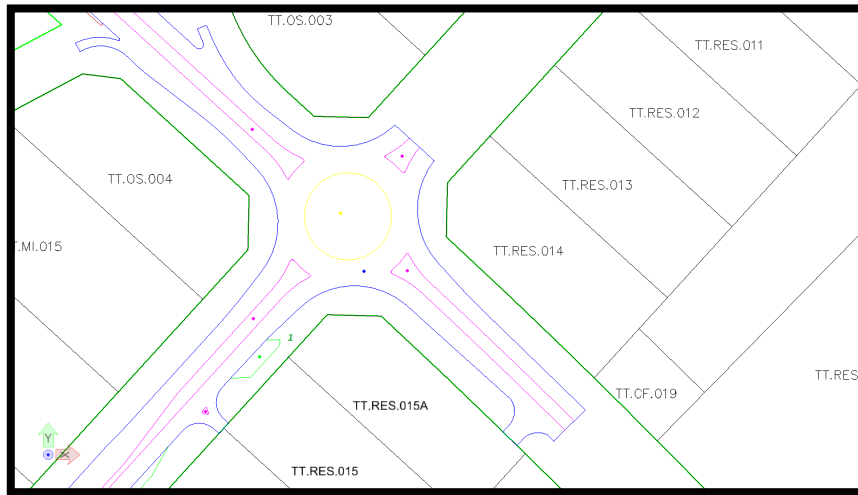 TT.OS.003
TT.RES.011
TT.RES.012
TT.OS.004
TT.RES.013
T.MI.015
TT.RES.014
1
TT.RES
TT.CF.019
TT.RES.015A
Y
X
TT.RES.015